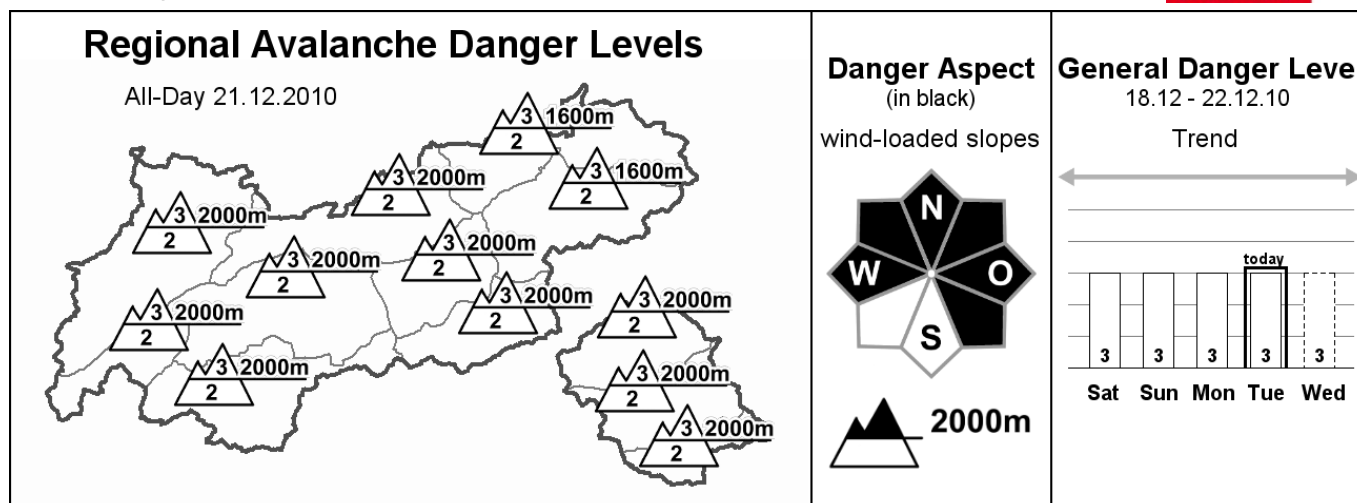 Regional Avalanche Danger Levels
All-Day 21.12.2010
3 1600m
2
3 1600m
2
3 2000m
2
3 2000m
2
3 2000m
2
3 2000m
2
3 2000m
2
3 2000m
2
3 2000m
2
3 2000m
2
3 2000m
2
3 2000m
2
Danger Aspect
(in black)
wind-loaded slopes
N
W O
S
2000m
General Danger Leve
18.12 - 22.12.10
Trend
today
3 3 3 3 3
Sat Sun Mon Tue Wed